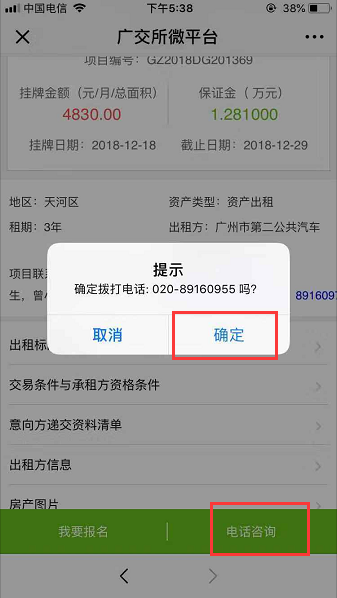 中国电信 下午5:38 38%
广交所微平台
项目编号: GZ2018DG201369
挂牌金额(元/月/总面积) 保证金(万元)
4830.00 1.281000
挂牌日期: 2018-12-18 截止日期: 2018-12-29
地区: 天河区 资产类型: 资产出租
租期: 3年 出租方: 广州市第二公共汽车
项目联
生, 曾 891609
提示
确定拨打电话: 020-89160955 吗?
取消 确定
出租标
交易条件与承租方资格条件
意向方递交资料清单
出租方信息
房产图片
我要报名 电话咨询